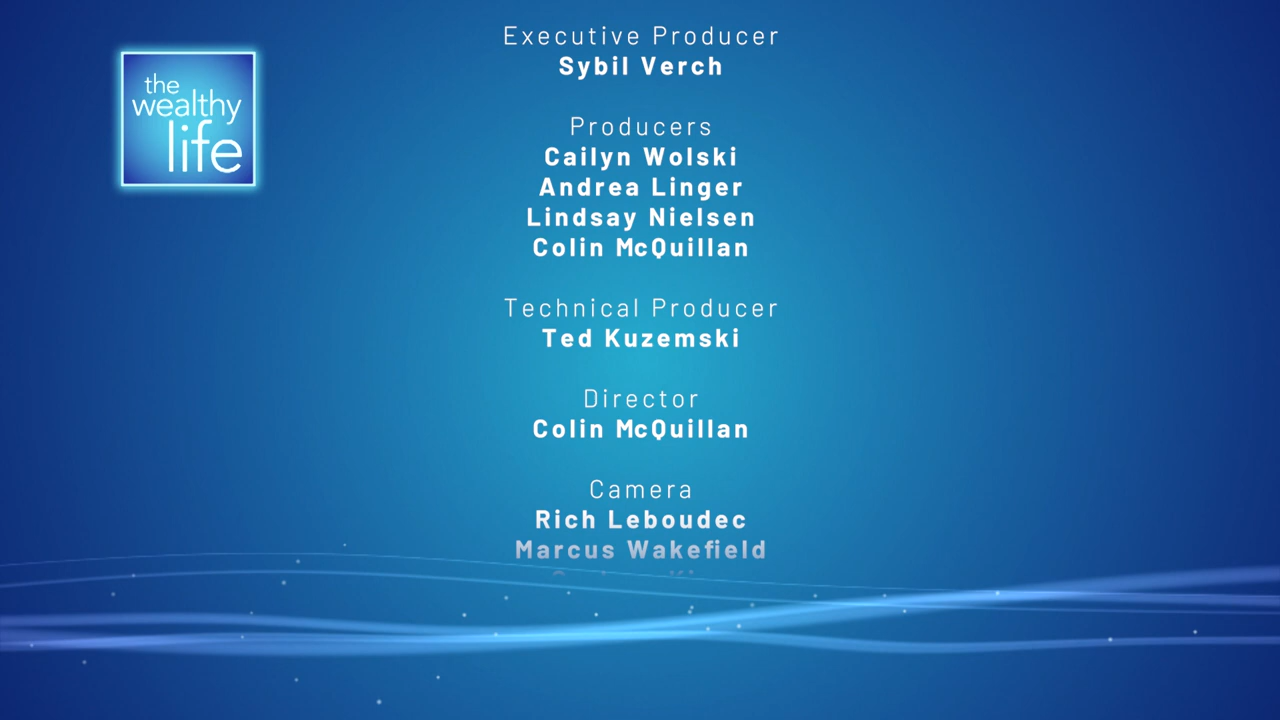 the
wealthy
life
Executive Producer
Sybil Verch
Producers
Cailyn Wolski
Andrea Linger
Lindsay Nielsen
Colin McQuillan
Technical Producer
Ted Kuzemski
Director
Colin McQuillan
Camera
Rich Leboudec
Marcus Wakefield